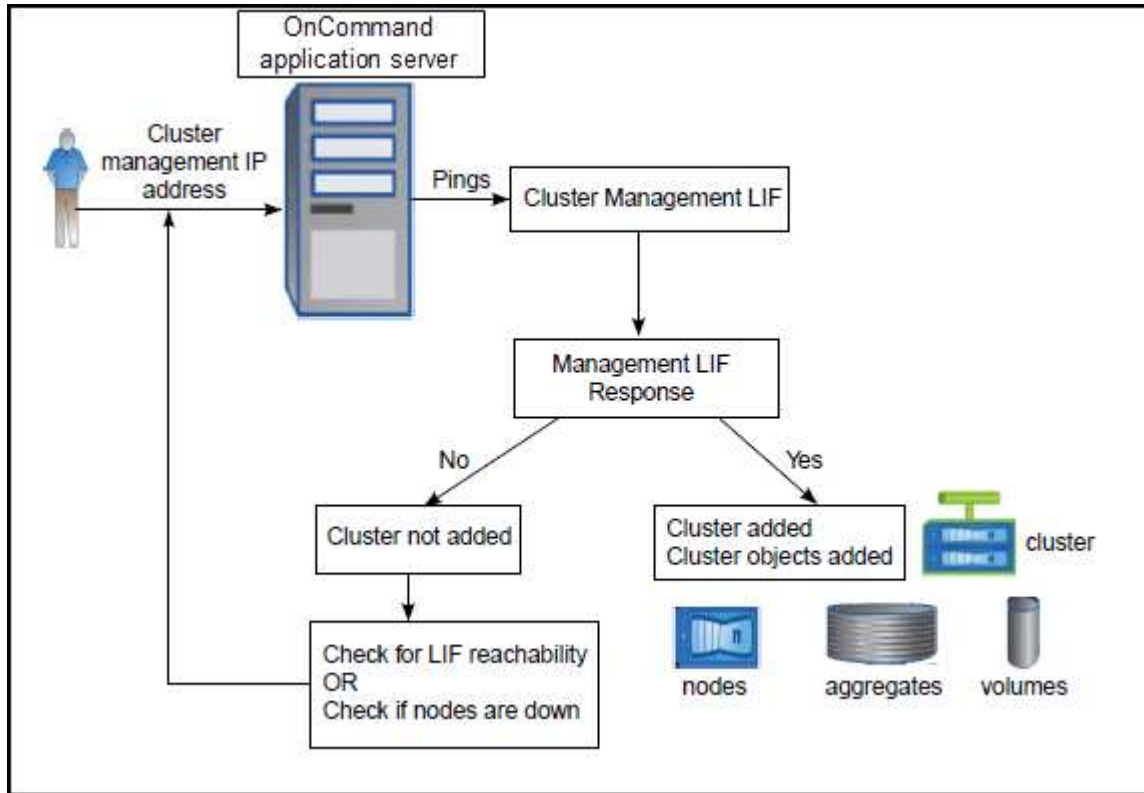 OnCommand
application server
Cluster
management IP
address
Pings
Cluster Management LIF
Management LIF
Response
No
Yes
Cluster not added
Cluster added
Cluster objects added
cluster
Check for LIF reachability
OR
Check if nodes are down
nodes
aggregates
volumes